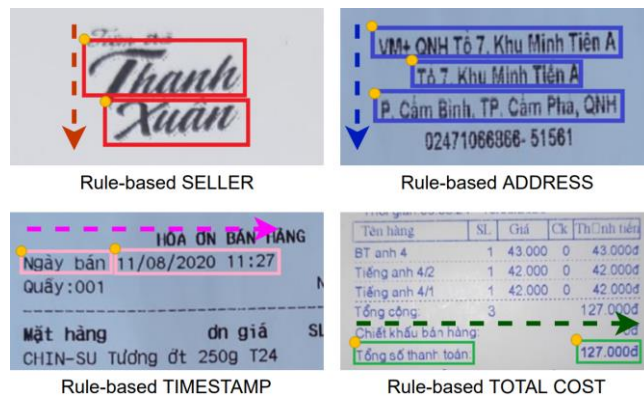 Thanh
Xuân
Rule-based SELLER
VM+ QNH Tổ 7. Khu Minh Tiến A
Tổ 7. Khu Minh Tiến A
P. Cẩm Bình, TP. Cẩm Phả, QNH
02471066866- 51561
Rule-based ADDRESS
HÓA ƠN BÁN HÀNG
Ngày bán 11/08/2020 11:27
Quầy:001
Mặt hàng ơn giá SL
CHIN-SU Tương ớt 250g T24
Rule-based TIMESTAMP
Tên hàng SL Giá Ck Th□nh tiền
BT anh 4 1 43.000 0 43.000đ
Tiếng anh 4/2 1 42.000 0 42.000đ
Tiếng anh 4/1 1 42.000 0 42.000đ
Tổng cộng: 3 127.000đ
Chiết khấu bán hàng:
Tổng số thanh toán: 127.000đ
Rule-based TOTAL COST